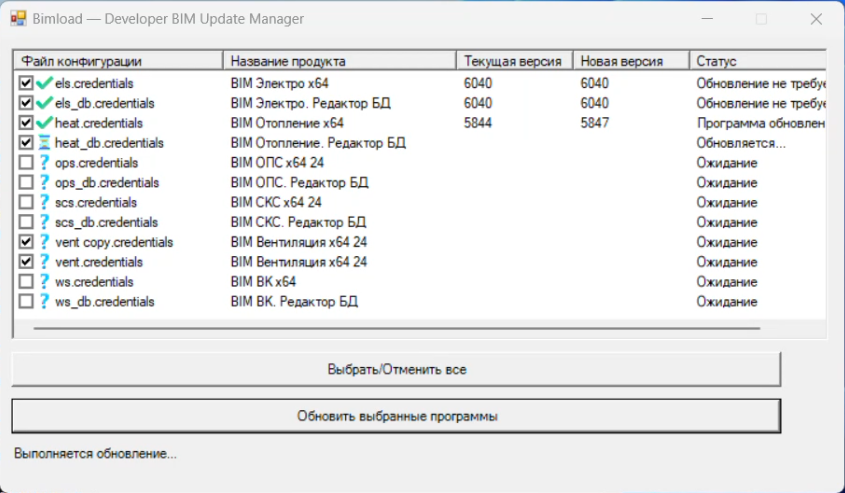 Bimload — Developer BIM Update Manager
Файл конфигурации Название продукта Текущая версия Новая версия Статус
els.credentials BIM Электро x64 6040 6040 Обновление не требуе
els_db.credentials BIM Электро. Редактор БД 6040 6040 Обновление не требуе
heat.credentials BIM Отопление x64 5844 5847 Программа обновлен
heat_db.credentials BIM Отопление. Редактор БД Обновляется...
? ops.credentials BIM ОПС x64 24 Ожидание
? ops_db.credentials BIM ОПС. Редактор БД Ожидание
? scs.credentials BIM СКС x64 24 Ожидание
? scs_db.credentials BIM СКС. Редактор БД Ожидание
? vent copy.credentials BIM Вентиляция x64 24 Ожидание
? vent.credentials BIM Вентиляция x64 24 Ожидание
? ws.credentials BIM ВК x64 Ожидание
? ws_db.credentials BIM ВК. Редактор БД Ожидание
Выбрать/Отменить все
Обновить выбранные программы
Выполняется обновление...